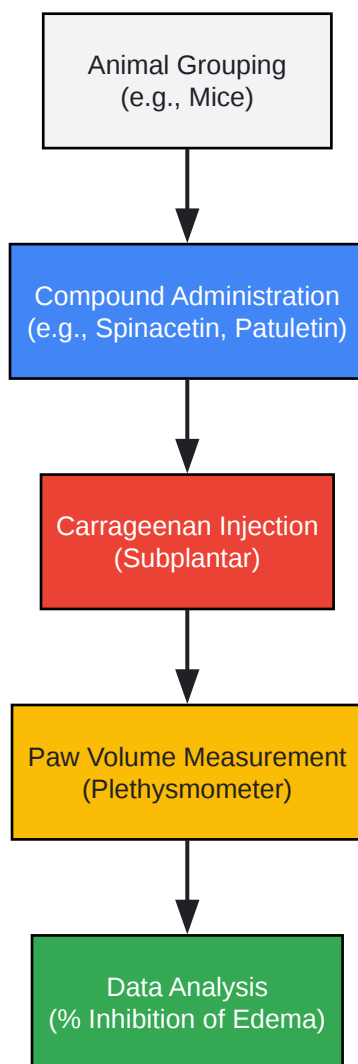 Animal Grouping
(e.g., Mice)
Compound Administration
(e.g., Spinacetin, Patuletin)
Carrageenan Injection
(Subplantar)
Paw Volume Measurement
(Plethysmometer)
Data Analysis
(% Inhibition of Edema)